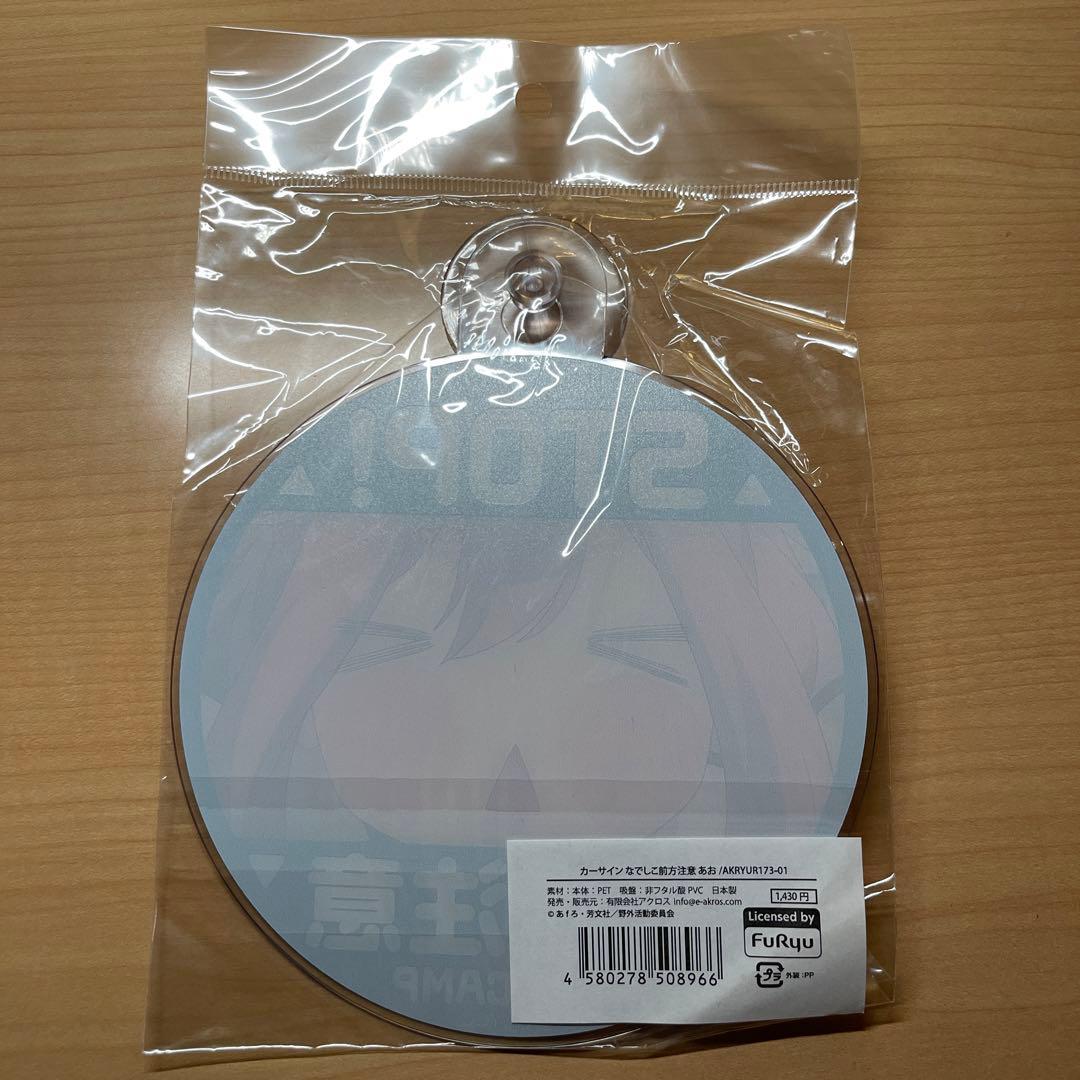 STOP!
注意
CAMP
カーサイン なでしこ前方注意 あお /AKRYUR173-01
素材：本体：PET 吸盤：非フタル酸 PVC 日本製
1,430 円
発売・販売元：有限会社アクロス info@e-akros.com
©あfろ・芳文社／野外活動委員会
Licensed by
FuRyu
4 580278 508966
プラ 外装：PP